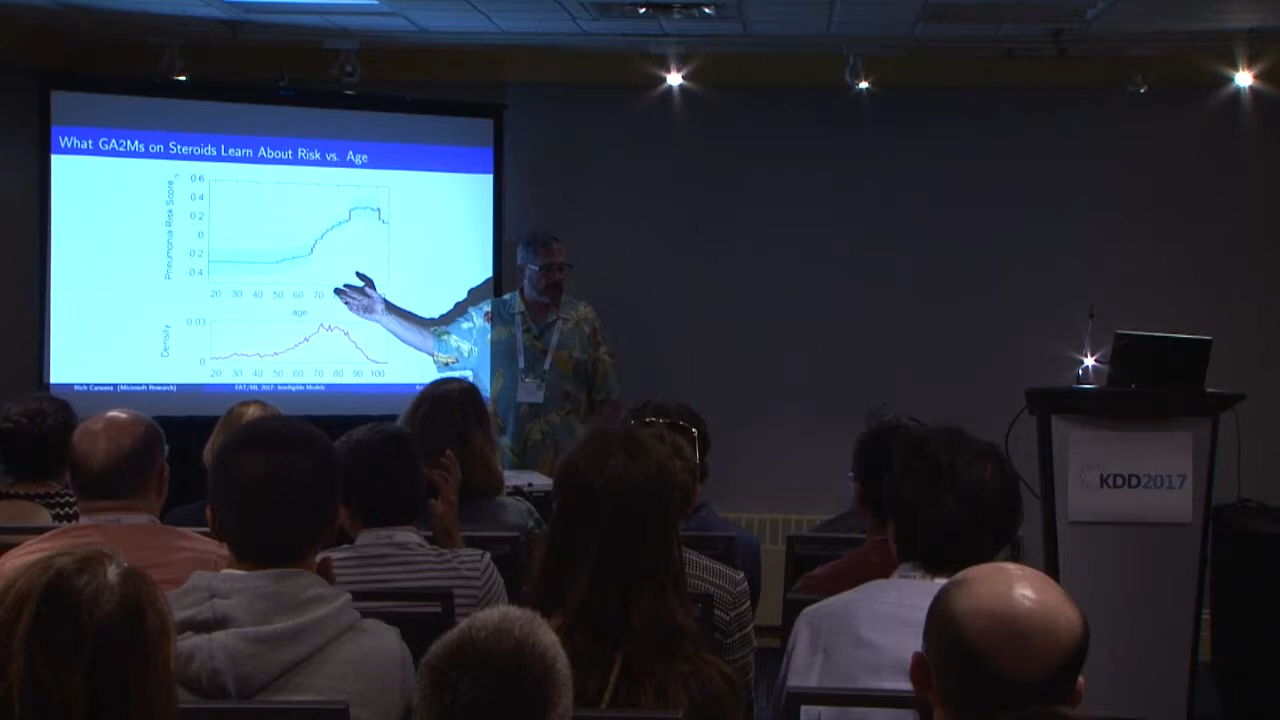 What GA2Ms on Steroids Learn About Risk vs. Age
Pneumonia Risk Score
0.6
0.4
0.2
0
0.2
0.4
20 30 40 50 60 70
age
Density
0.03
0
20 30 40 50 60 70 80 90 100
Rich Caruana (Microsoft Research)
FAT/ML 2017: Intelligible Models
KDD2017